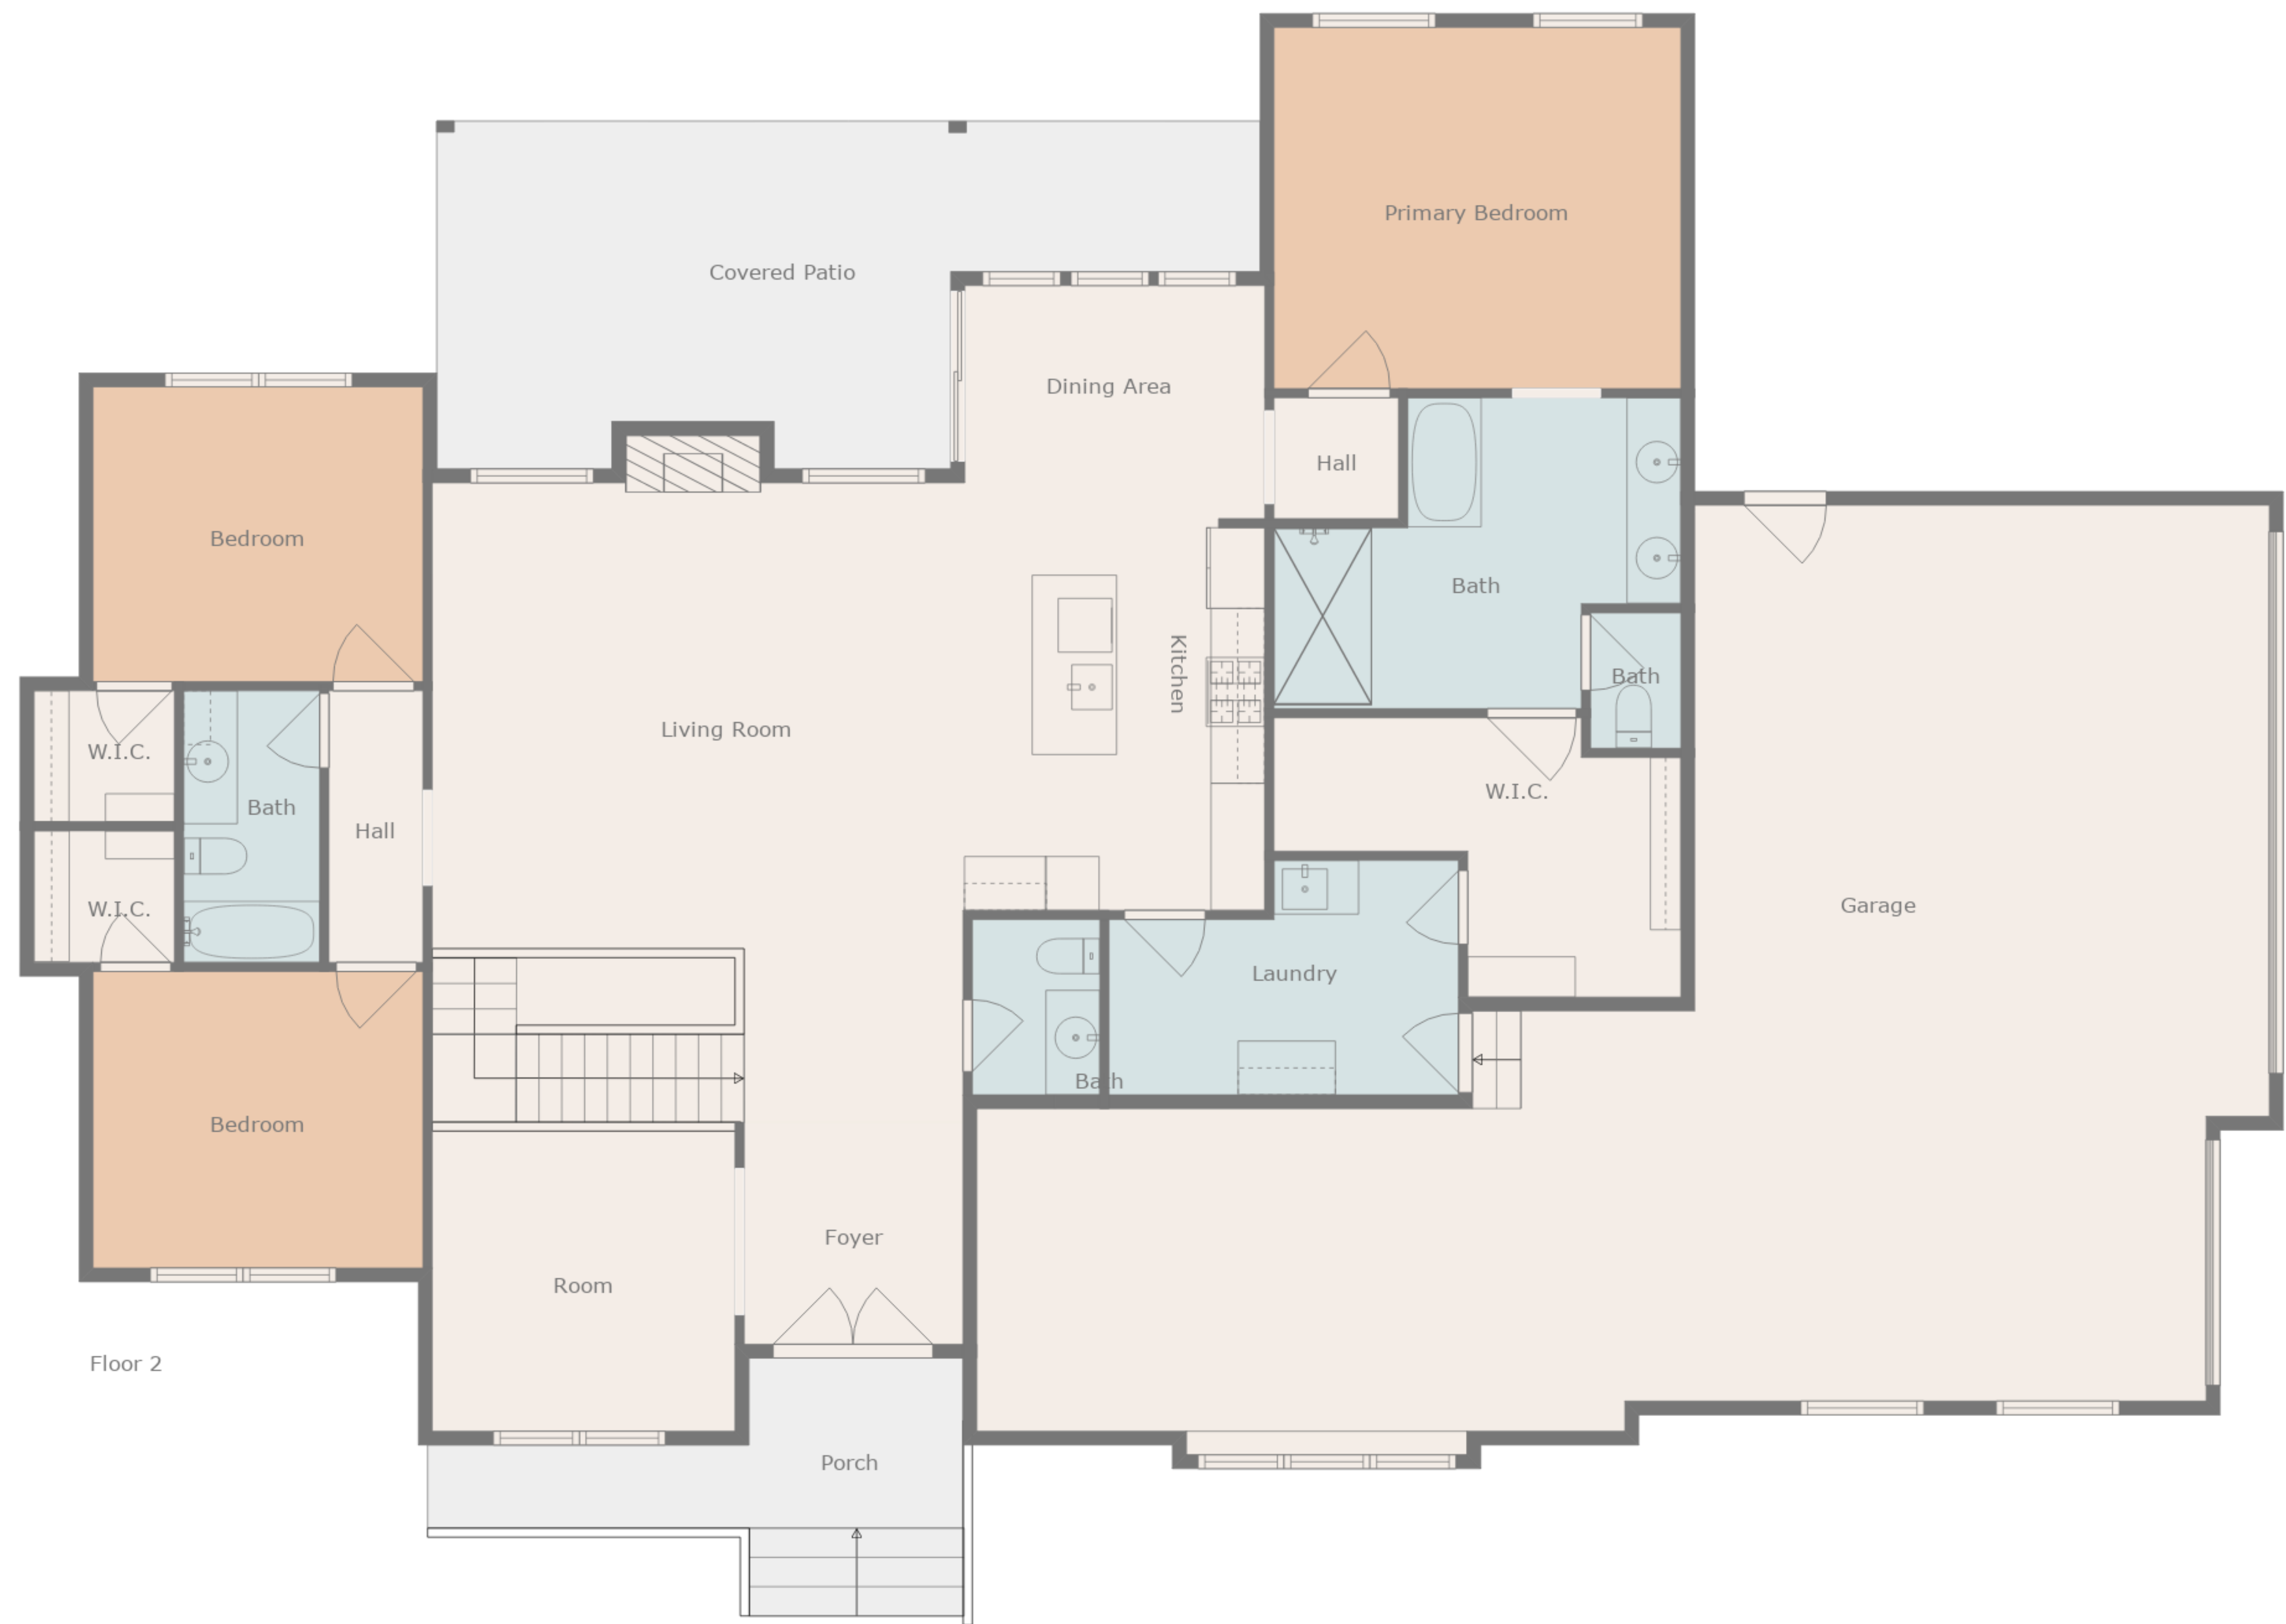 Primary Bedroom
Covered Patio
Dining Area
Hall
Bedroom
Bath
Kitchen
Bath
Living Room
W.I.C.
W.I.C.
Bath
Hall
Garage
W.I.C.
Laundry
Bath
Bedroom
Foyer
Room
Floor 2
Porch